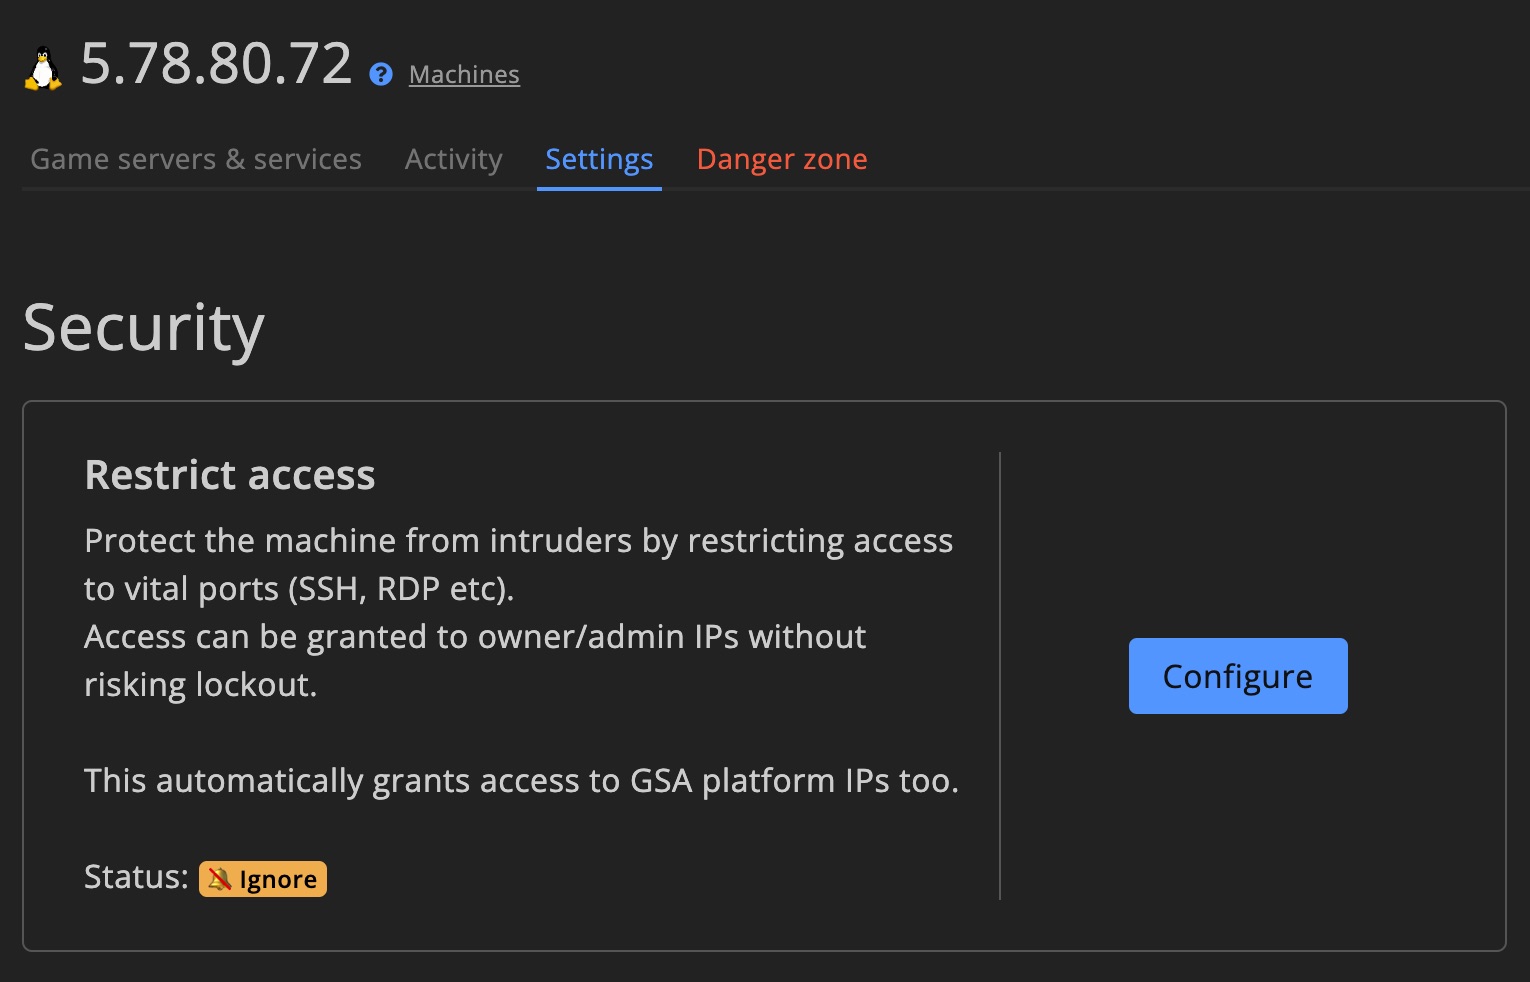 5.78.80.72 ? Machines
Game servers & services Activity Settings Danger zone
Security
Restrict access
Protect the machine from intruders by restricting access
to vital ports (SSH, RDP etc).
Access can be granted to owner/admin IPs without
risking lockout.
This automatically grants access to GSA platform IPs too.
Status: Ignore
Configure